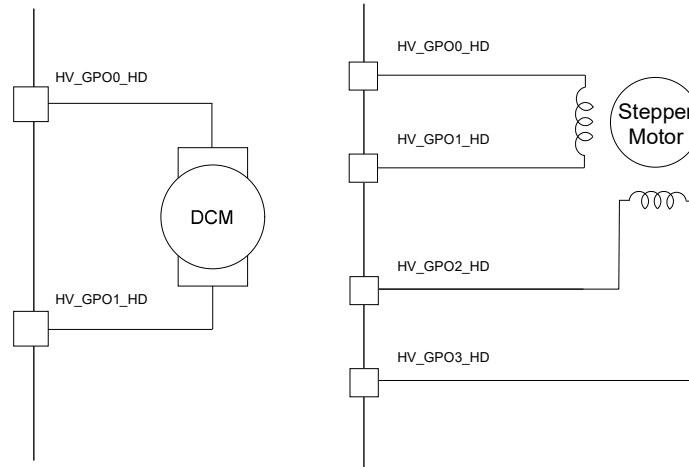 HV_GPO0_HD
DCM
HV_GPO1_HD
HV_GPO0_HD
Stepper
Motor
HV_GPO1_HD
HV_GPO2_HD
HV_GPO3_HD